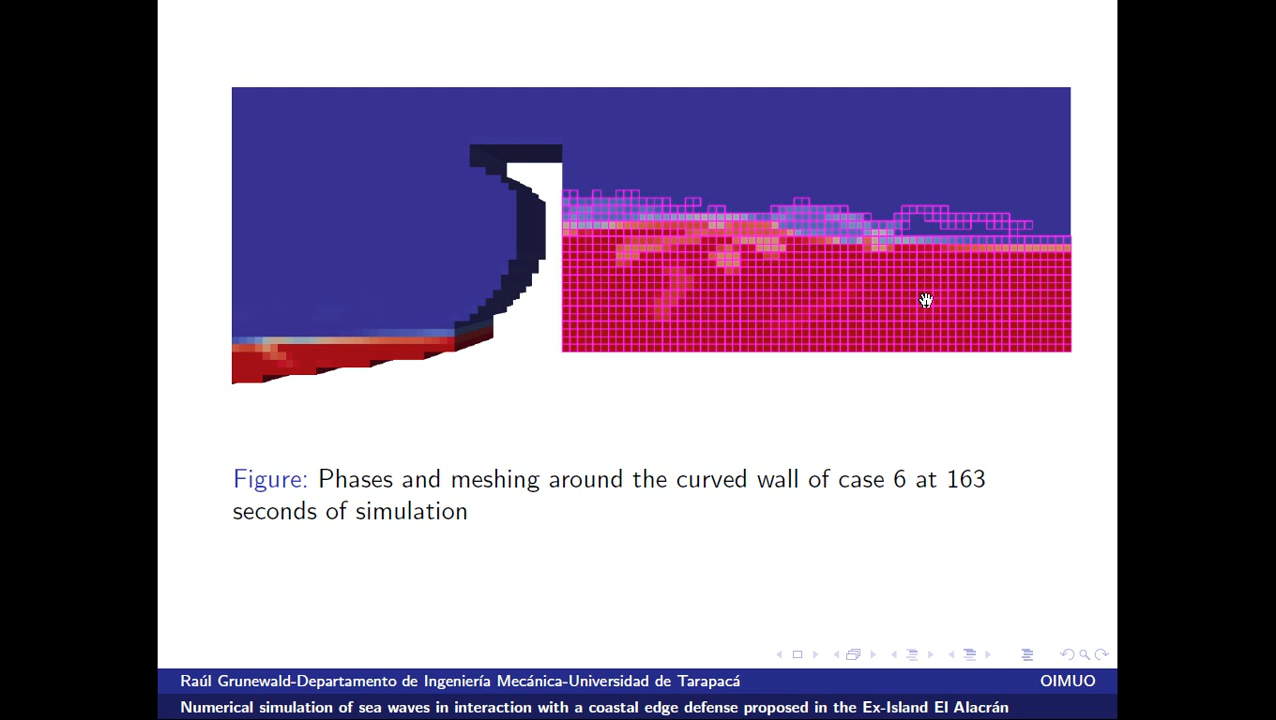 Figure: Phases and meshing around the curved wall of case 6 at 163
seconds of simulation
Raúl Grunewald-Departamento de Ingeniería Mecánica-Universidad de Tarapacá OIMUO
Numerical simulation of sea waves in interaction with a coastal edge defense proposed in the Ex-Island El Alacrán